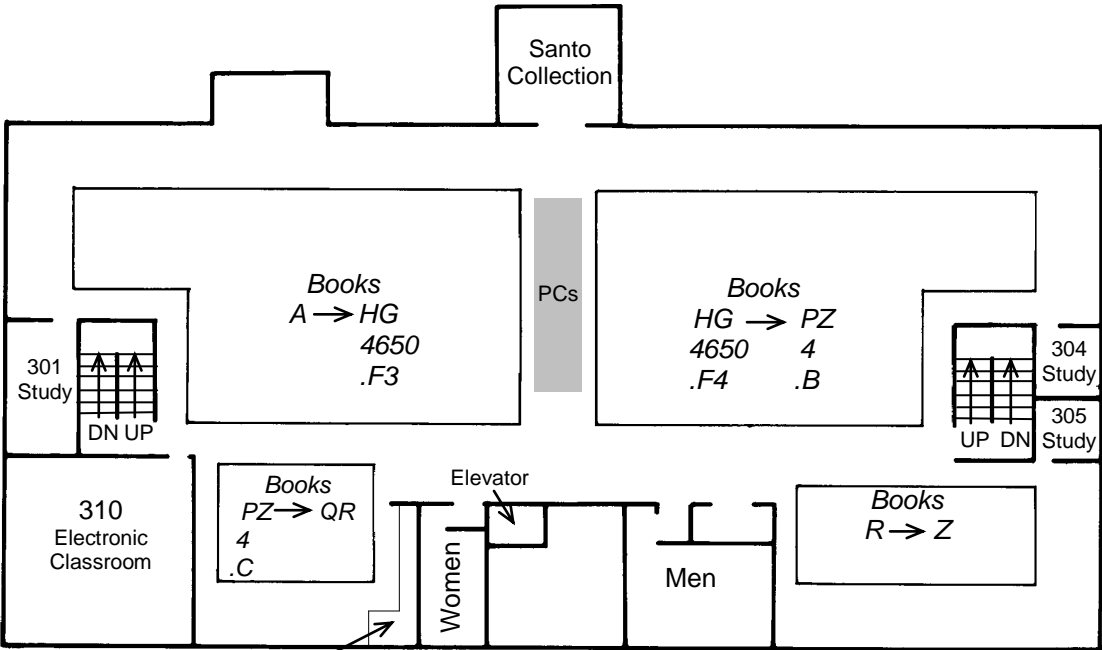 Santo
Collection
Books
A → HG
4650
.F3
PCs
Books
HG → PZ
4650 4
.F4 .B
301
Study
DN UP
304
Study
305
Study
UP DN
310
Electronic
Classroom
Books
PZ → QR
4
.C
Elevator
Women
Men
Books
R → Z